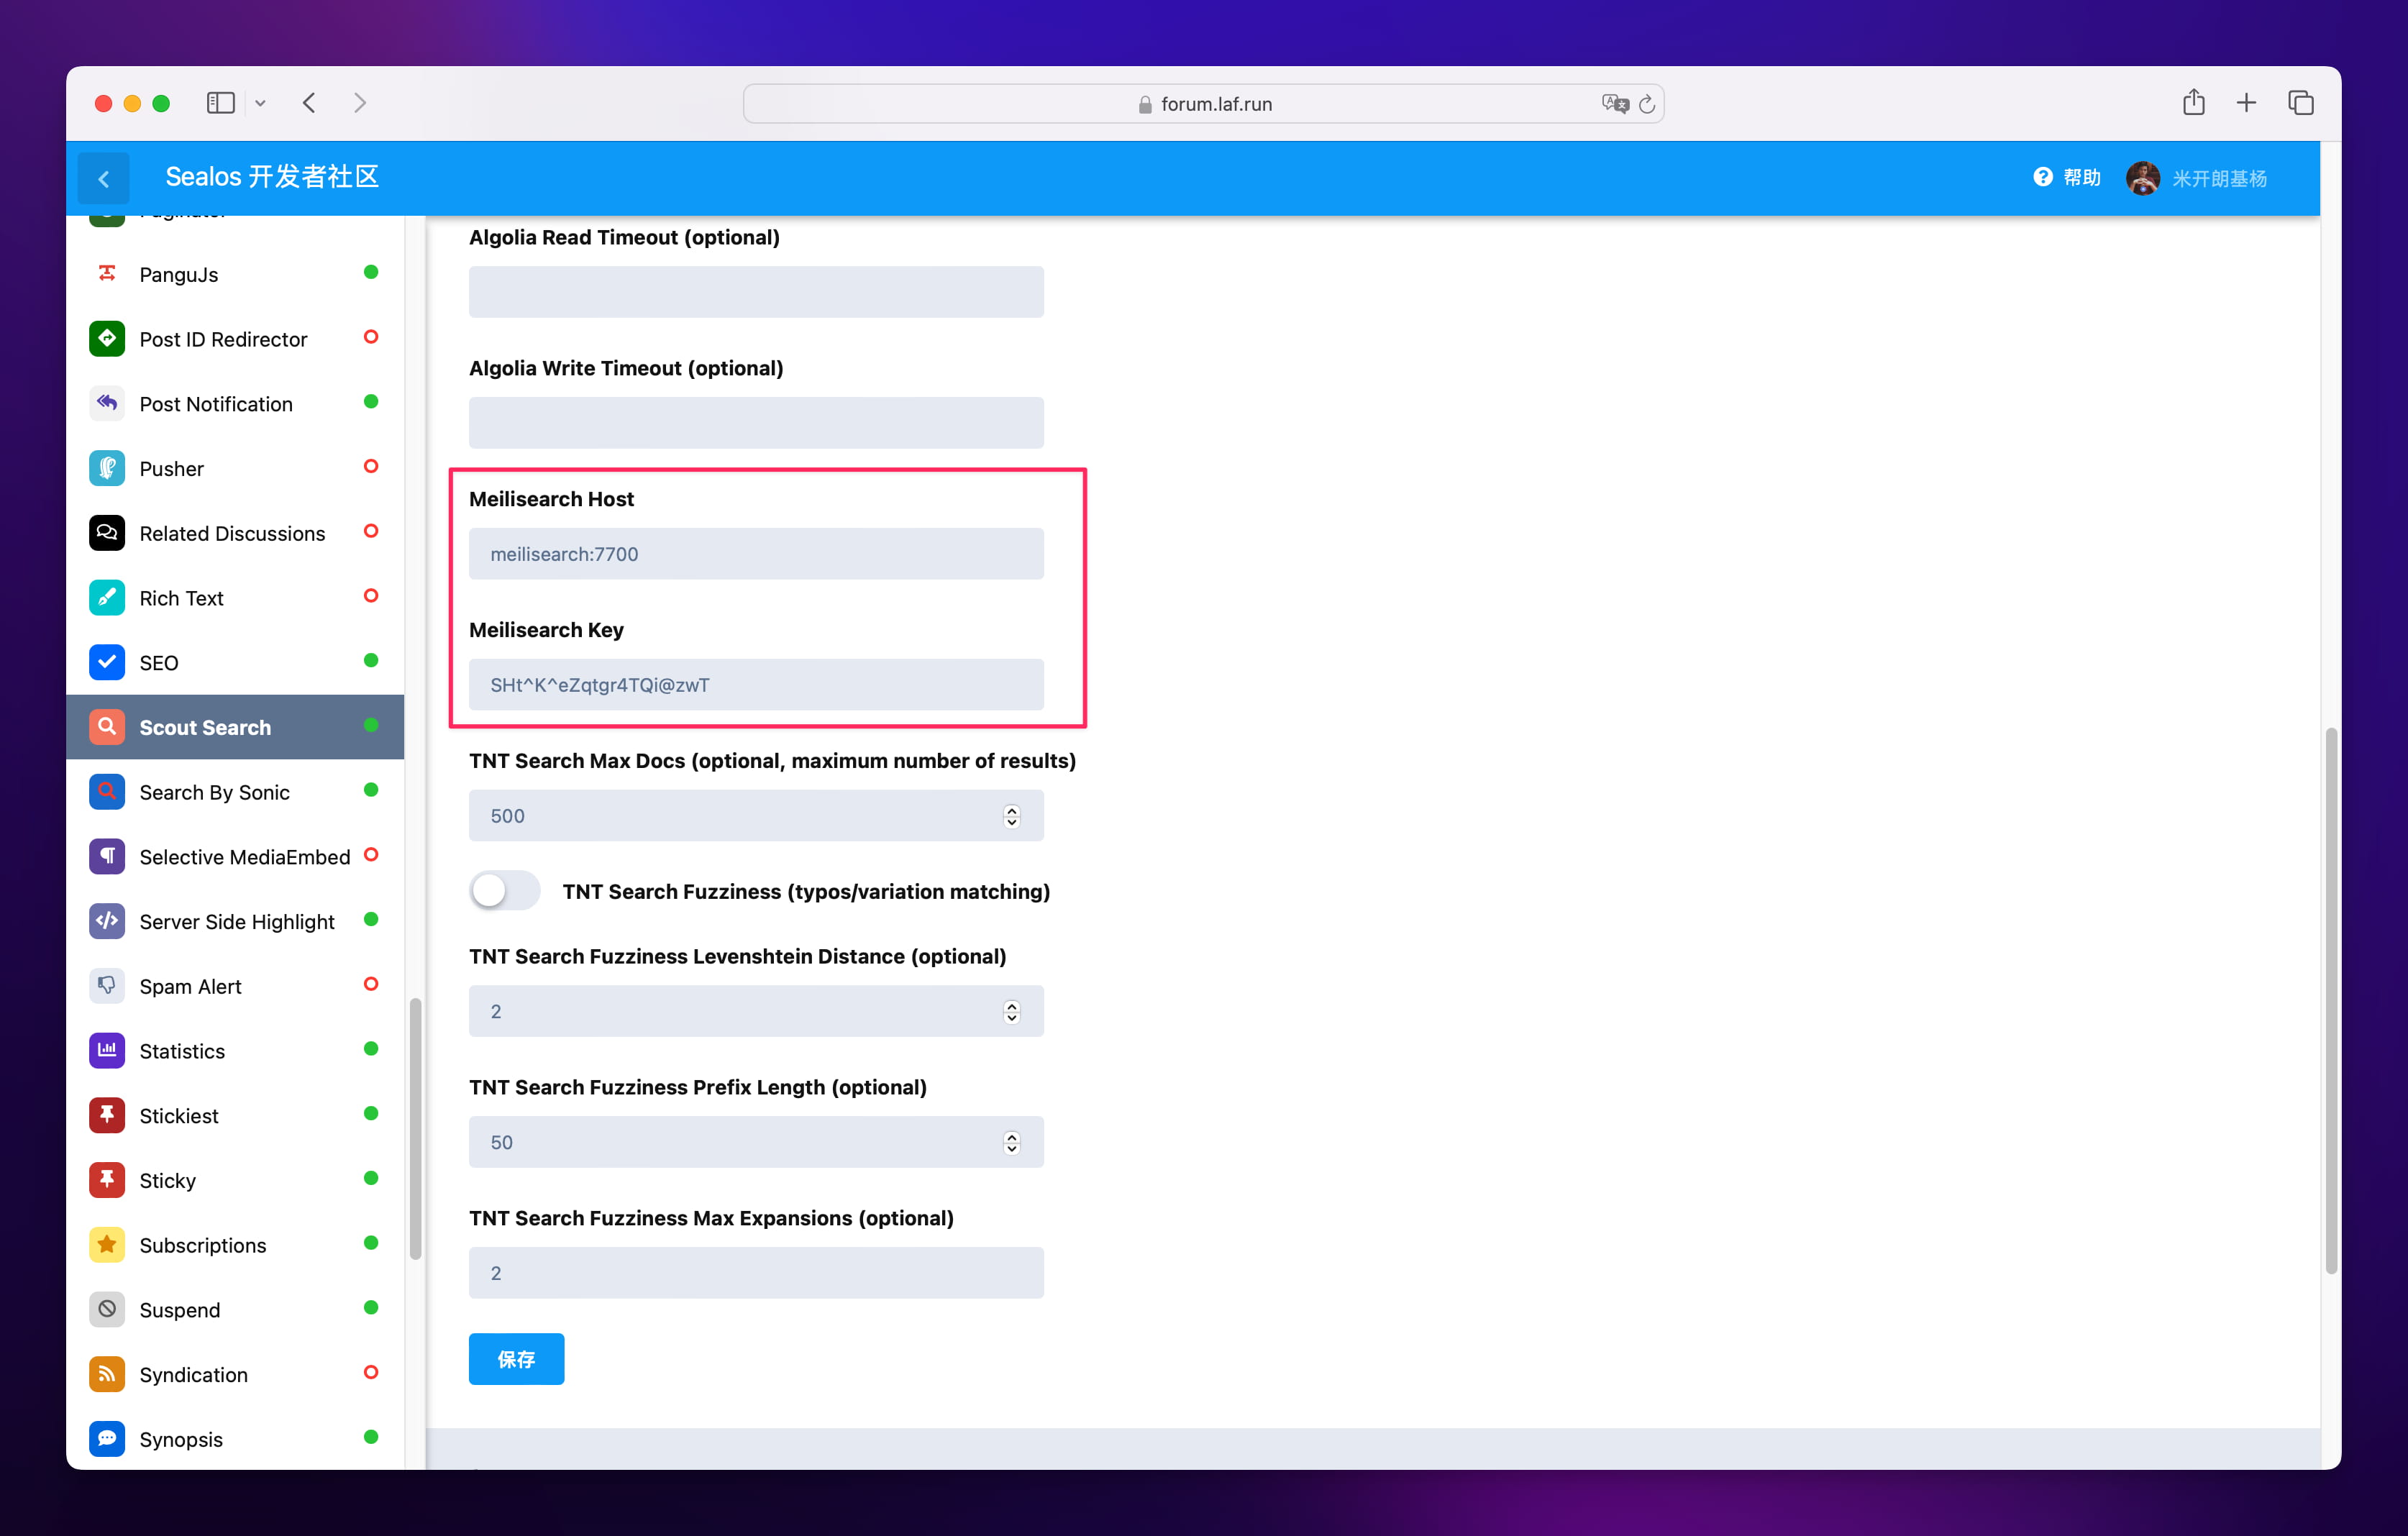 forum.laf.run
Sealos 开发者社区
帮助
米开朗基杨
PanguJs
Post ID Redirector
Post Notification
Pusher
Related Discussions
Rich Text
SEO
Scout Search
Search By Sonic
Selective MediaEmbed
Server Side Highlight
Spam Alert
Statistics
Stickiest
Sticky
Subscriptions
Suspend
Syndication
Synopsis
Algolia Read Timeout (optional)
Algolia Write Timeout (optional)
Meilisearch Host
meilisearch:7700
Meilisearch Key
SHt^K^eZqtgr4TQi@zwT
TNT Search Max Docs (optional, maximum number of results)
500
TNT Search Fuzziness (typos/variation matching)
TNT Search Fuzziness Levenshtein Distance (optional)
2
TNT Search Fuzziness Prefix Length (optional)
50
TNT Search Fuzziness Max Expansions (optional)
2
保存